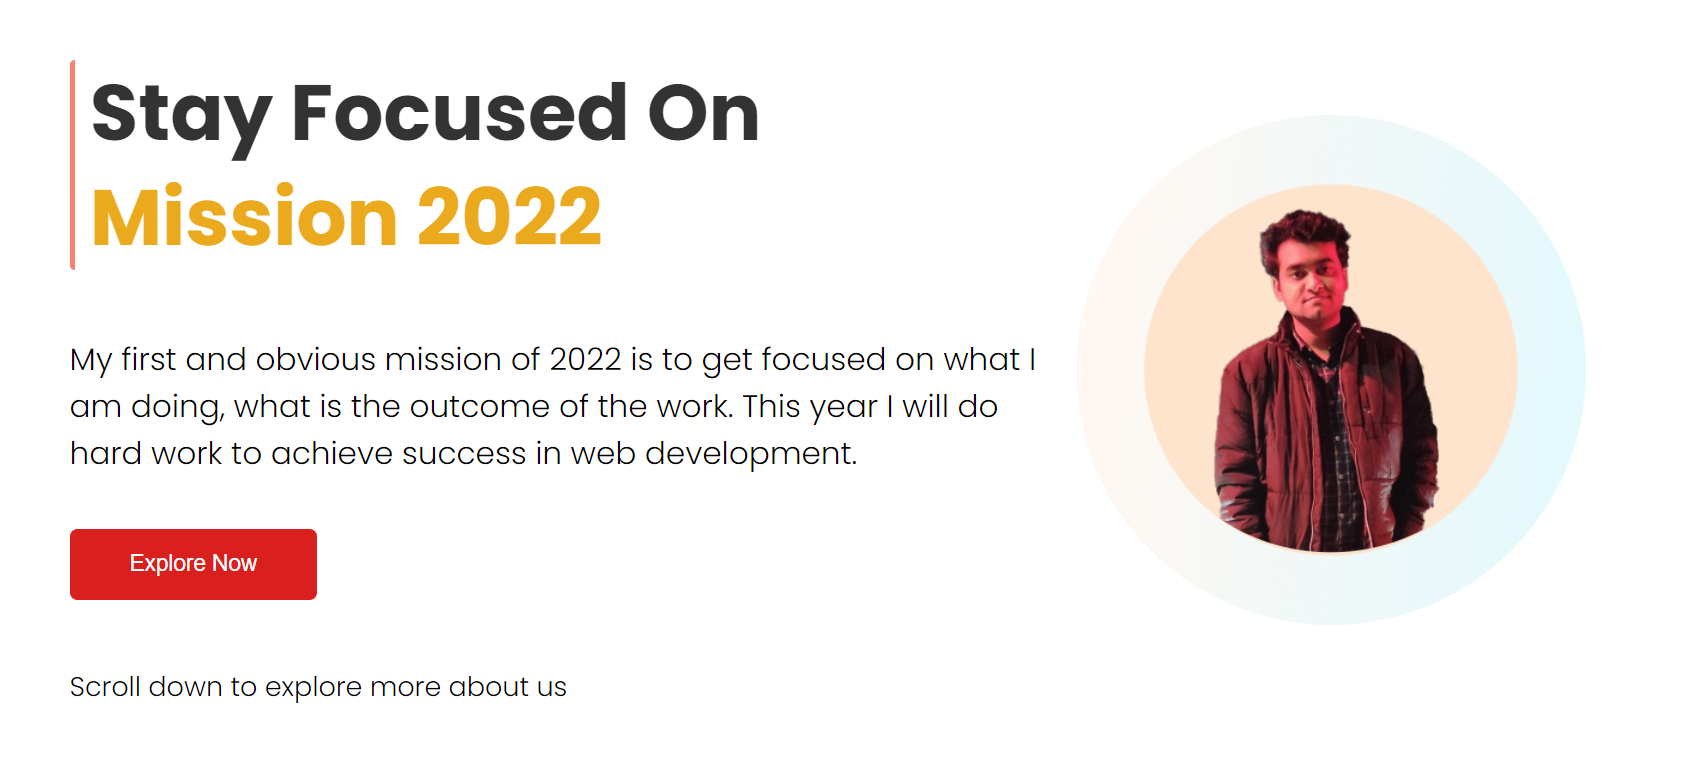 Stay Focused On
Mission 2022
My first and obvious mission of 2022 is to get focused on what I
am doing, what is the outcome of the work. This year I will do
hard work to achieve success in web development.
Explore Now
Scroll down to explore more about us